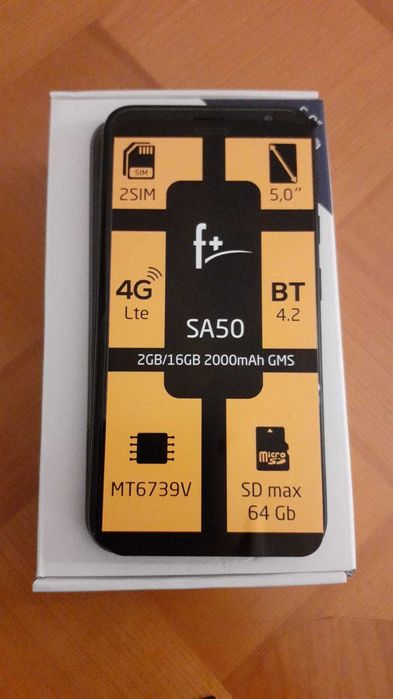 SIM
2SIM
5,0"
f+
4G
Lte
BT
4.2
SA50
2GB/16GB 2000mAh GMS
MT6739V
Micro
SD
SD max
64 Gb